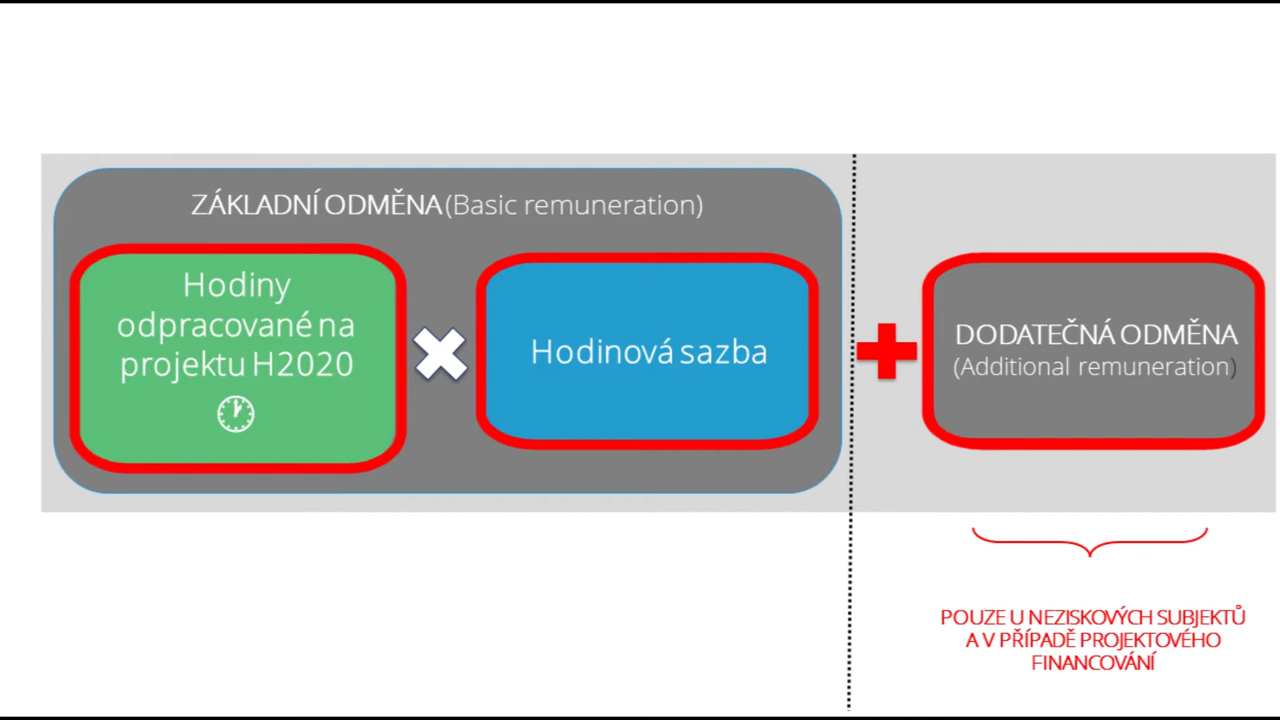 ZÁKLADNÍ ODMĚNA (Basic remuneration)
Hodiny
odpracované na
projektu H2020
Hodinová sazba
DODATEČNÁ ODMĚNA
(Additional remuneration)
POUZE U NEZISKOVÝCH SUBJEKTŮ
A V PŘÍPADĚ PROJEKTOVÉHO
FINANCOVÁNÍ